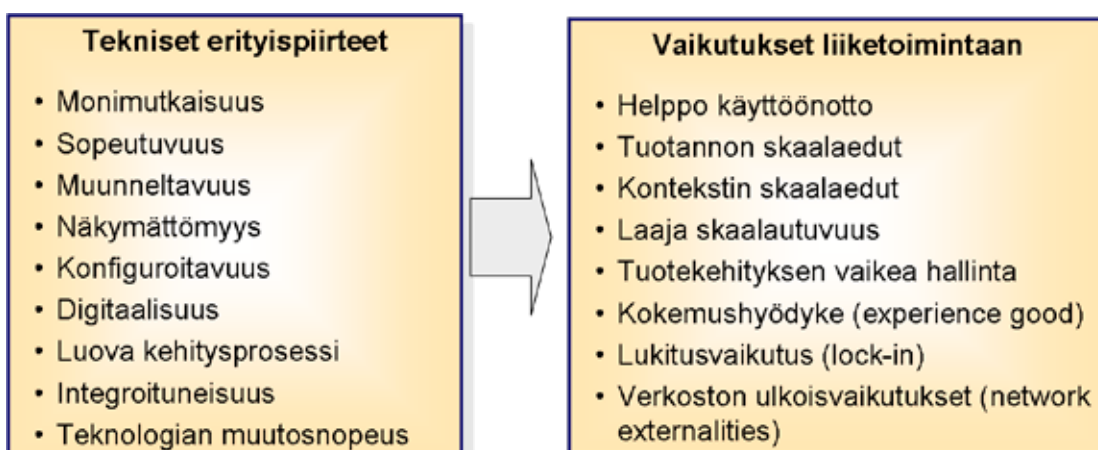 Tekniset erityispiirteet
• Monimutkaisuus
• Sopeutuvuus
• Muunneltavuus
• Näkymättömyys
• Konfiguroitavuus
• Digitaalisuus
• Luova kehitysprosessi
• Integroituneisuus
• Teknologian muutosnopeus
Vaikutukset liiketoimintaan
• Helppo käyttöönotto
• Tuotannon skaalaedut
• Kontekstin skaalaedut
• Laaja skaalautuvuus
• Tuotekehityksen vaikea hallinta
• Kokemushyödyke (experience good)
• Lukitusvaikutus (lock-in)
• Verkoston ulkoisvaikutukset (network
externalities)